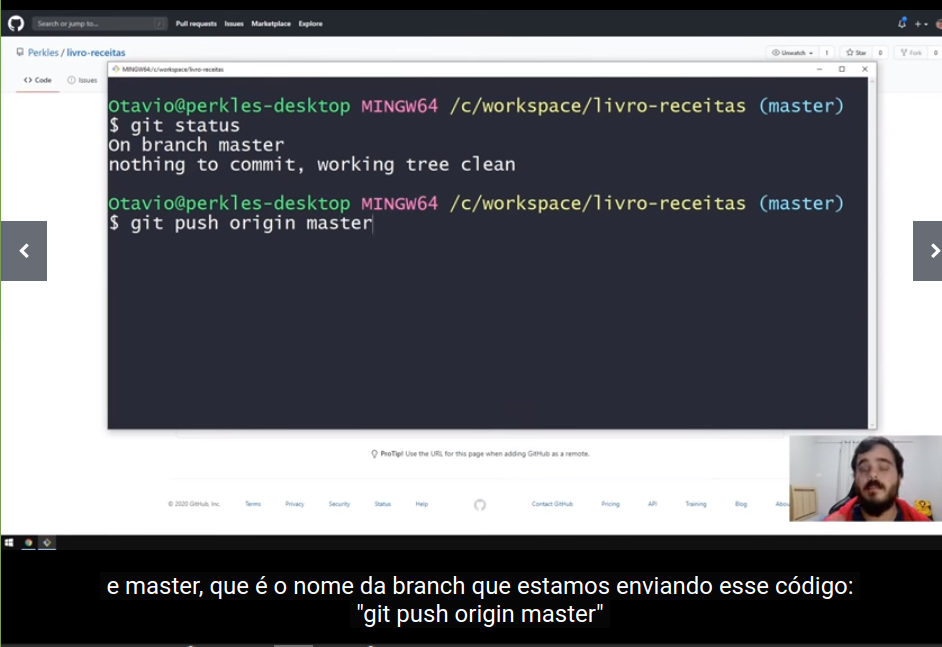 Search or jump to... /
Pull requests Issues Marketplace Explore
Perkles / livro-receitas
Unwatch 1 Star 0 Fork 0
Code Issues
MINGW64:/c/workspace/livro-receitas
Otavio@perkles-desktop MINGW64 /c/workspace/livro-receitas (master)
$ git status
On branch master
nothing to commit, working tree clean
Otavio@perkles-desktop MINGW64 /c/workspace/livro-receitas (master)
$ git push origin master
ProTip! Use the URL for this page when adding GitHub as a remote.
© 2020 GitHub, Inc. Terms Privacy Security Status Help Contact GitHub Pricing API Training Blog Abou
e master, que é o nome da branch que estamos enviando esse código:
"git push origin master"